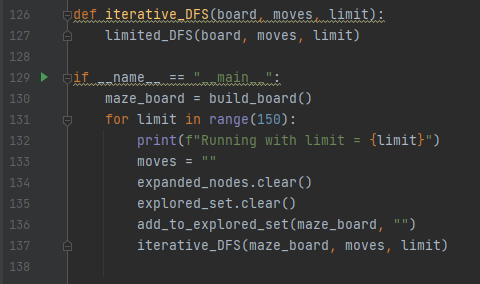 126 def iterative_DFS(board, moves, limit):
127     limited_DFS(board, moves, limit)
128
129 if __name__ == "__main__":
130     maze_board = build_board()
131     for limit in range(150):
132         print(f"Running with limit = {limit}")
133         moves = ""
134         expanded_nodes.clear()
135         explored_set.clear()
136         add_to_explored_set(maze_board, "")
137         iterative_DFS(maze_board, moves, limit)
138